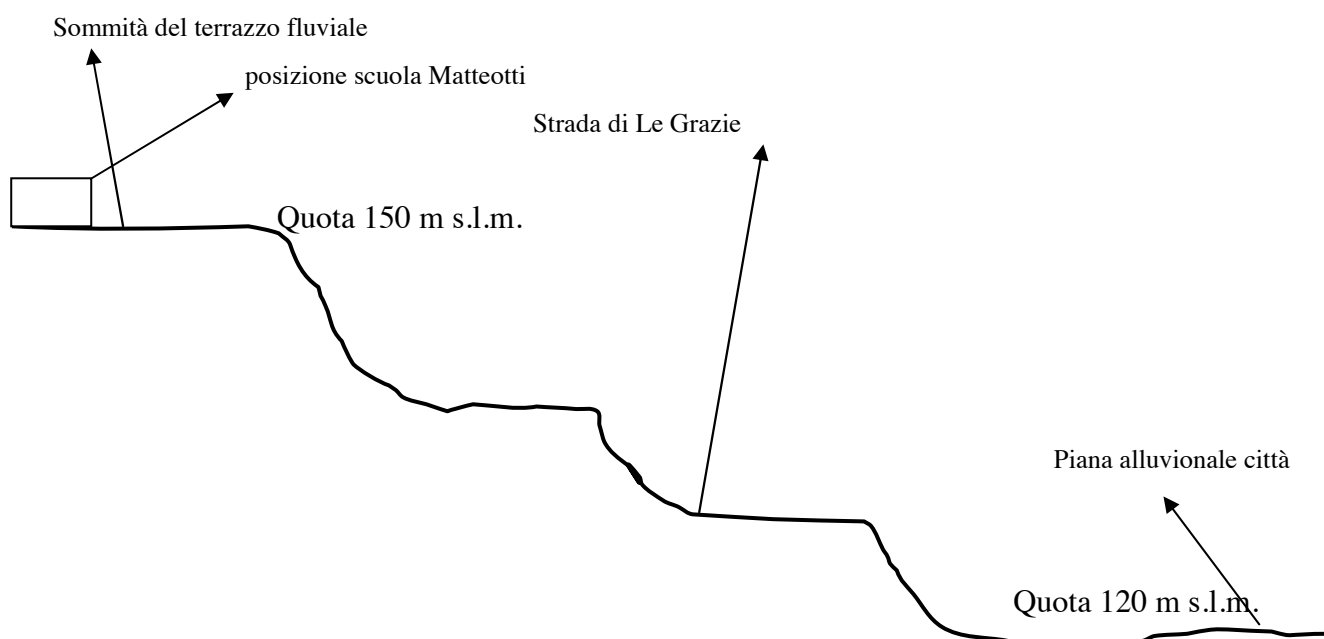 Sommità del terrazzo fluviale
posizione scuola Matteotti
Strada di Le Grazie
Quota 150 m s.l.m.
Piana alluvionale città
Quota 120 m s.l.m.